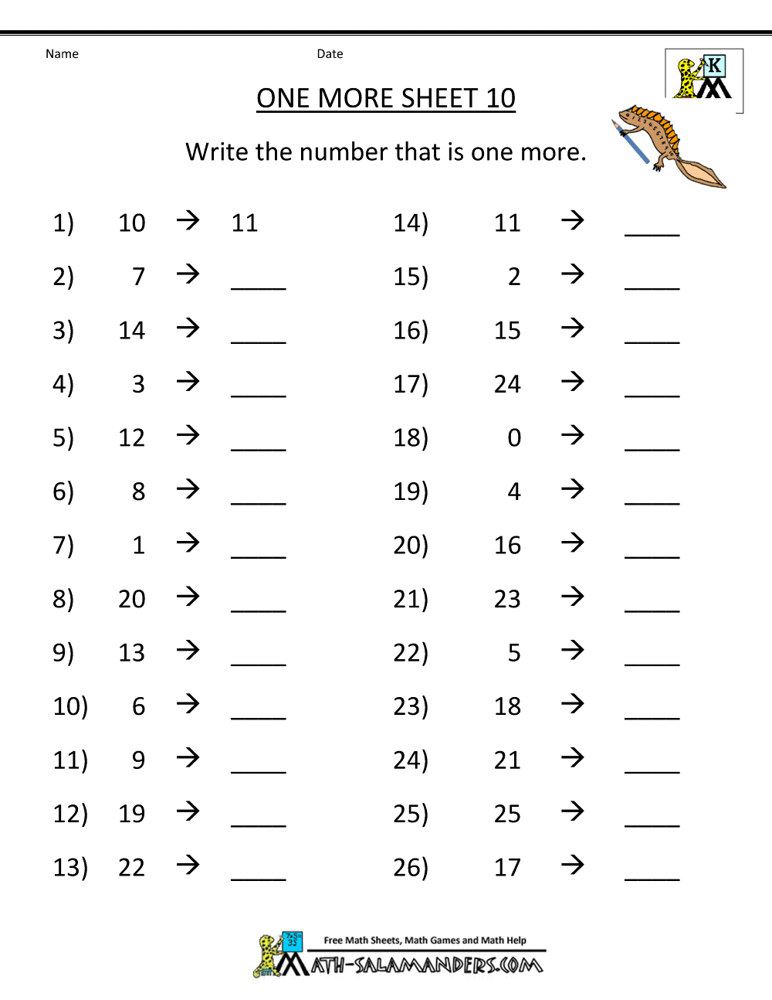 Name Date
K
ONE MORE SHEET 10
Write the number that is one more.
1) 10 → 11 14) 11 → ____
2) 7 → ____ 15) 2 → ____
3) 14 → ____ 16) 15 → ____
4) 3 → ____ 17) 24 → ____
5) 12 → ____ 18) 0 → ____
6) 8 → ____ 19) 4 → ____
7) 1 → ____ 20) 16 → ____
8) 20 → ____ 21) 23 → ____
9) 13 → ____ 22) 5 → ____
10) 6 → ____ 23) 18 → ____
11) 9 → ____ 24) 21 → ____
12) 19 → ____ 25) 25 → ____
13) 22 → ____ 26) 17 → ____
7x5=
35
Free Math Sheets, Math Games and Math Help
MATH-SALAMANDERS.COM